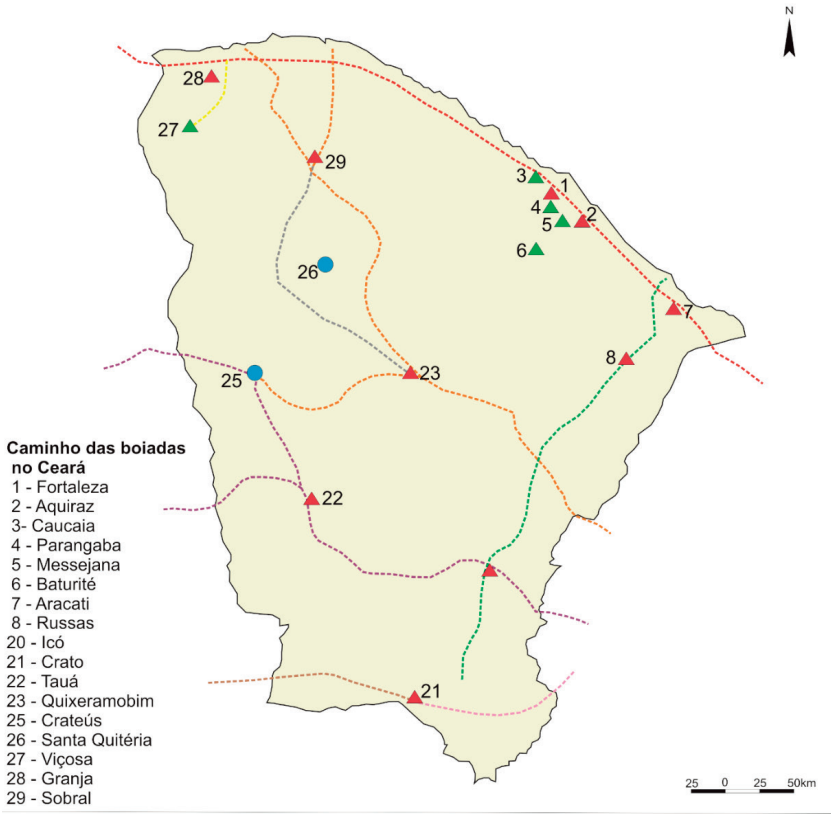 N
28
27
29
3
1
4
5
2
6
26
7
8
25
23
22
21
Caminho das boiadas
no Ceará
1 - Fortaleza
2 - Aquiraz
3- Caucaia
4 - Parangaba
5 - Messejana
6 - Baturité
7 - Aracati
8 - Russas
20 - Icó
21 - Crato
22 - Tauá
23 - Quixeramobim
25 - Crateús
26 - Santa Quitéria
27 - Viçosa
28 - Granja
29 - Sobral
25 0 25 50km